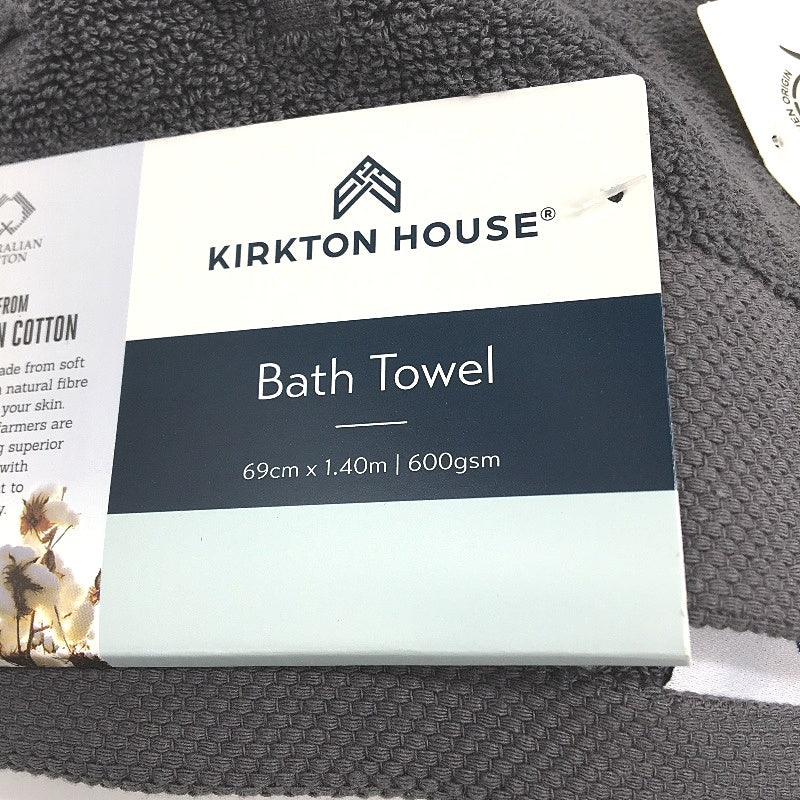 KIRKTON HOUSE®
Bath Towel
69cm x 1.40m | 600gsm
FROM
COTTON
from soft
natural fibre
your skin.
farmers are
superior
with
to
ORIGIN